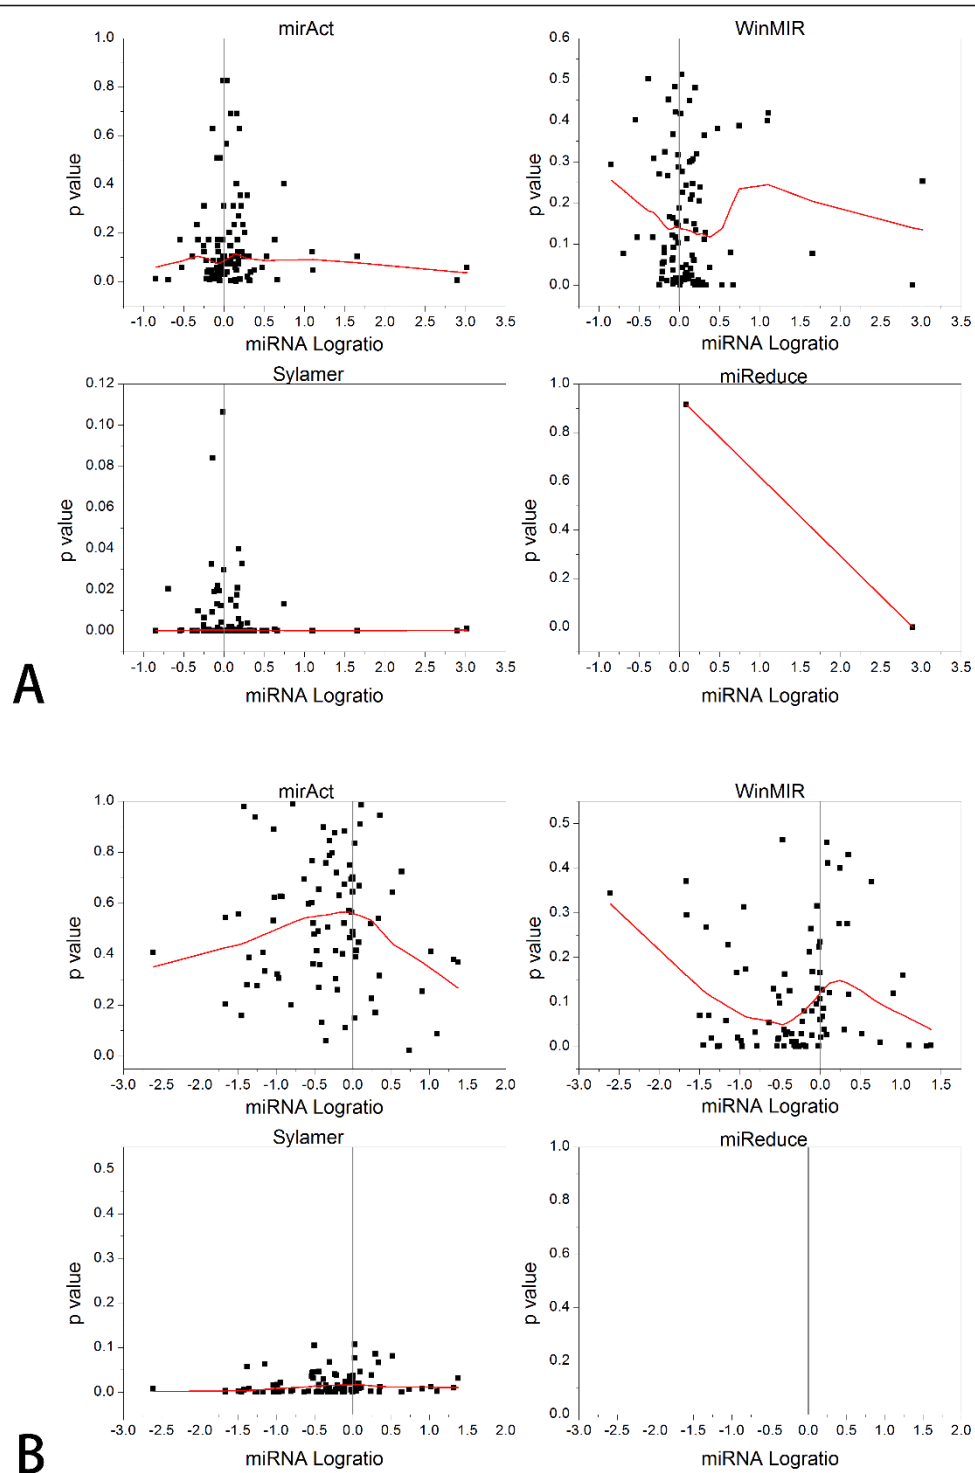 mirAct
1.0
0.8
0.6
0.4
0.2
0.0
p value
-1.0 -0.5 0.0 0.5 1.0 1.5 2.0 2.5 3.0 3.5
miRNA Logratio
WinMIR
0.6
0.5
0.4
0.3
0.2
0.1
0.0
p value
-1.0 -0.5 0.0 0.5 1.0 1.5 2.0 2.5 3.0 3.5
miRNA Logratio
Sylamer
0.12
0.10
0.08
0.06
0.04
0.02
0.00
p value
-1.0 -0.5 0.0 0.5 1.0 1.5 2.0 2.5 3.0 3.5
miRNA Logratio
miReduce
1.0
0.8
0.6
0.4
0.2
0.0
p value
-1.0 -0.5 0.0 0.5 1.0 1.5 2.0 2.5 3.0 3.5
miRNA Logratio
A
mirAct
1.0
0.8
0.6
0.4
0.2
0.0
p value
-3.0 -2.5 -2.0 -1.5 -1.0 -0.5 0.0 0.5 1.0 1.5 2.0
miRNA Logratio
WinMIR
0.5
0.4
0.3
0.2
0.1
0.0
p value
-3.0 -2.5 -2.0 -1.5 -1.0 -0.5 0.0 0.5 1.0 1.5
miRNA Logratio
Sylamer
0.5
0.4
0.3
0.2
0.1
0.0
p value
-3.0 -2.5 -2.0 -1.5 -1.0 -0.5 0.0 0.5 1.0 1.5 2.0
miRNA Logratio
miReduce
1.0
0.8
0.6
0.4
0.2
0.0
p value
-3.0 -2.5 -2.0 -1.5 -1.0 -0.5 0.0 0.5 1.0 1.5 2.0
miRNA Logratio
B